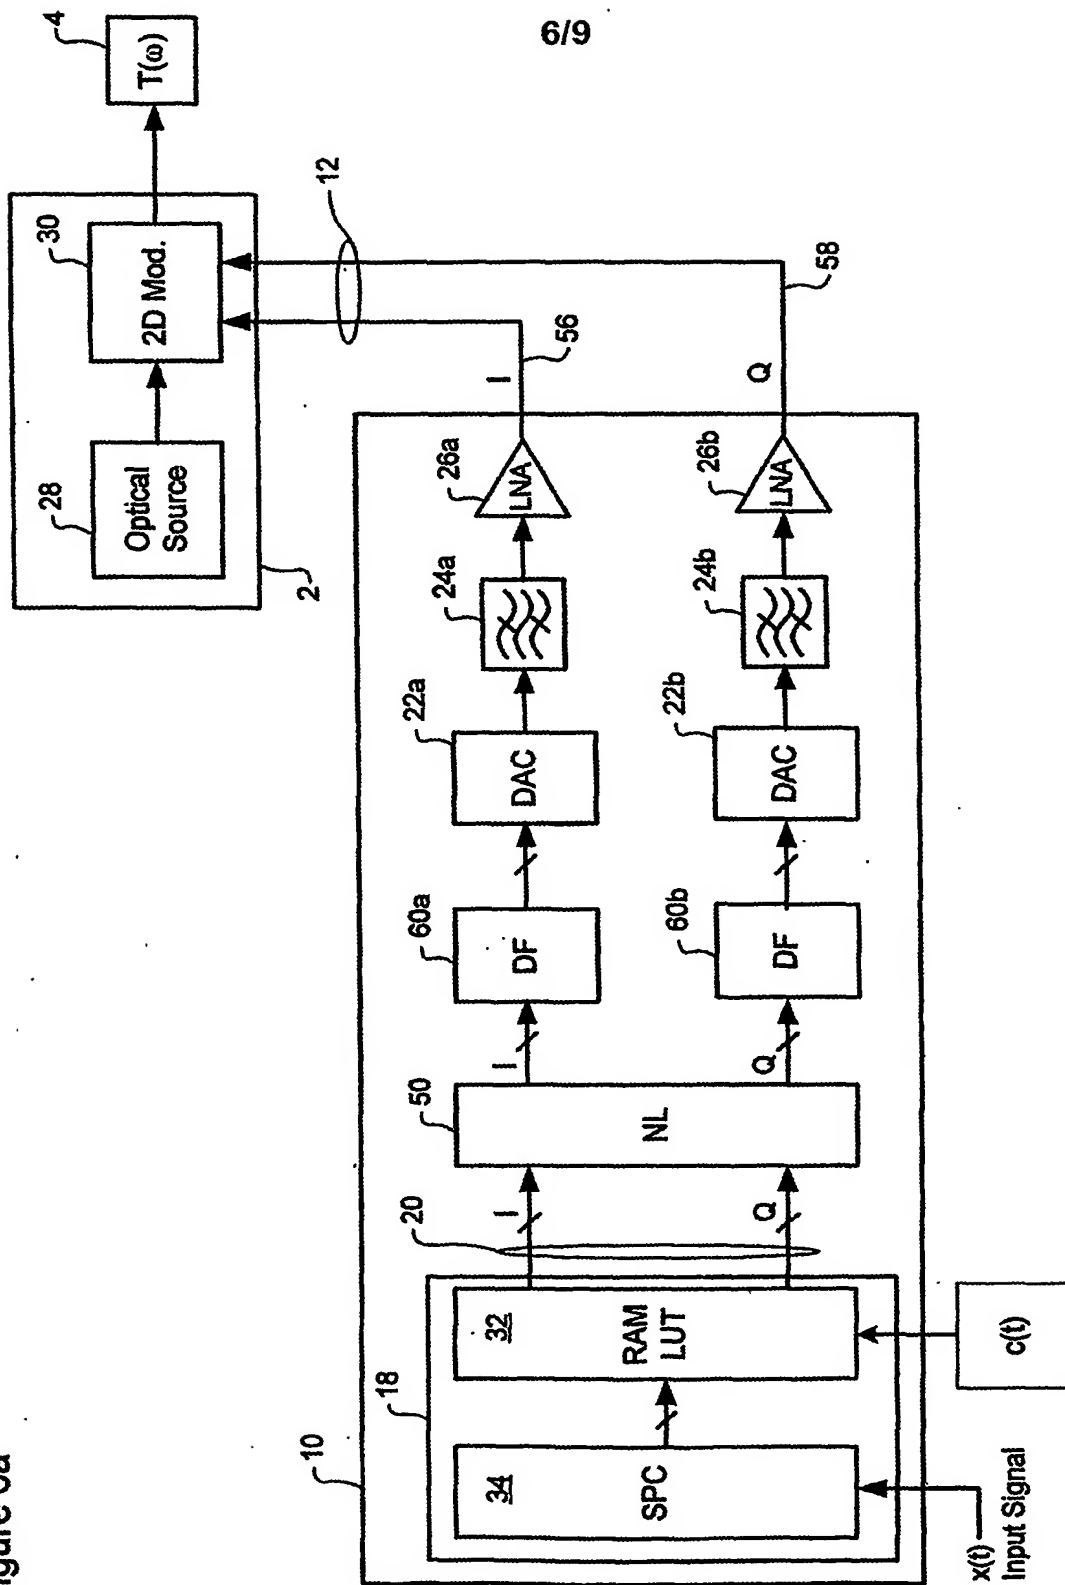 6/9
4
T(ω)
30
2D Mod.
12
28
Optical
Source
2
I
56
Q
58
26a
LNA
26b
LNA
24a
24b
22a
DAC
22b
DAC
60a
DF
60b
DF
I
Q
50
NL
20
I
Q
18
32
RAM
LUT
10
34
SPC
c(t)
x(t)
Input Signal